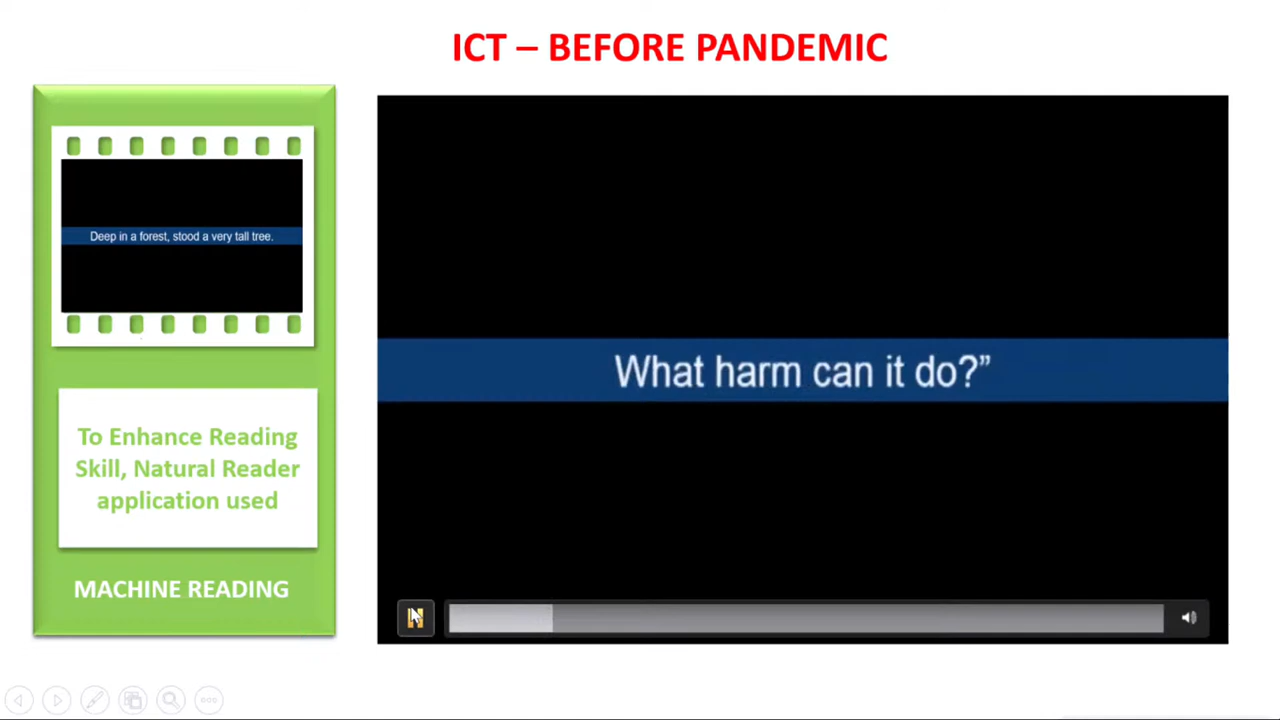 ICT – BEFORE PANDEMIC
Deep in a forest, stood a very tall tree.
To Enhance Reading
Skill, Natural Reader
application used
MACHINE READING
What harm can it do?”